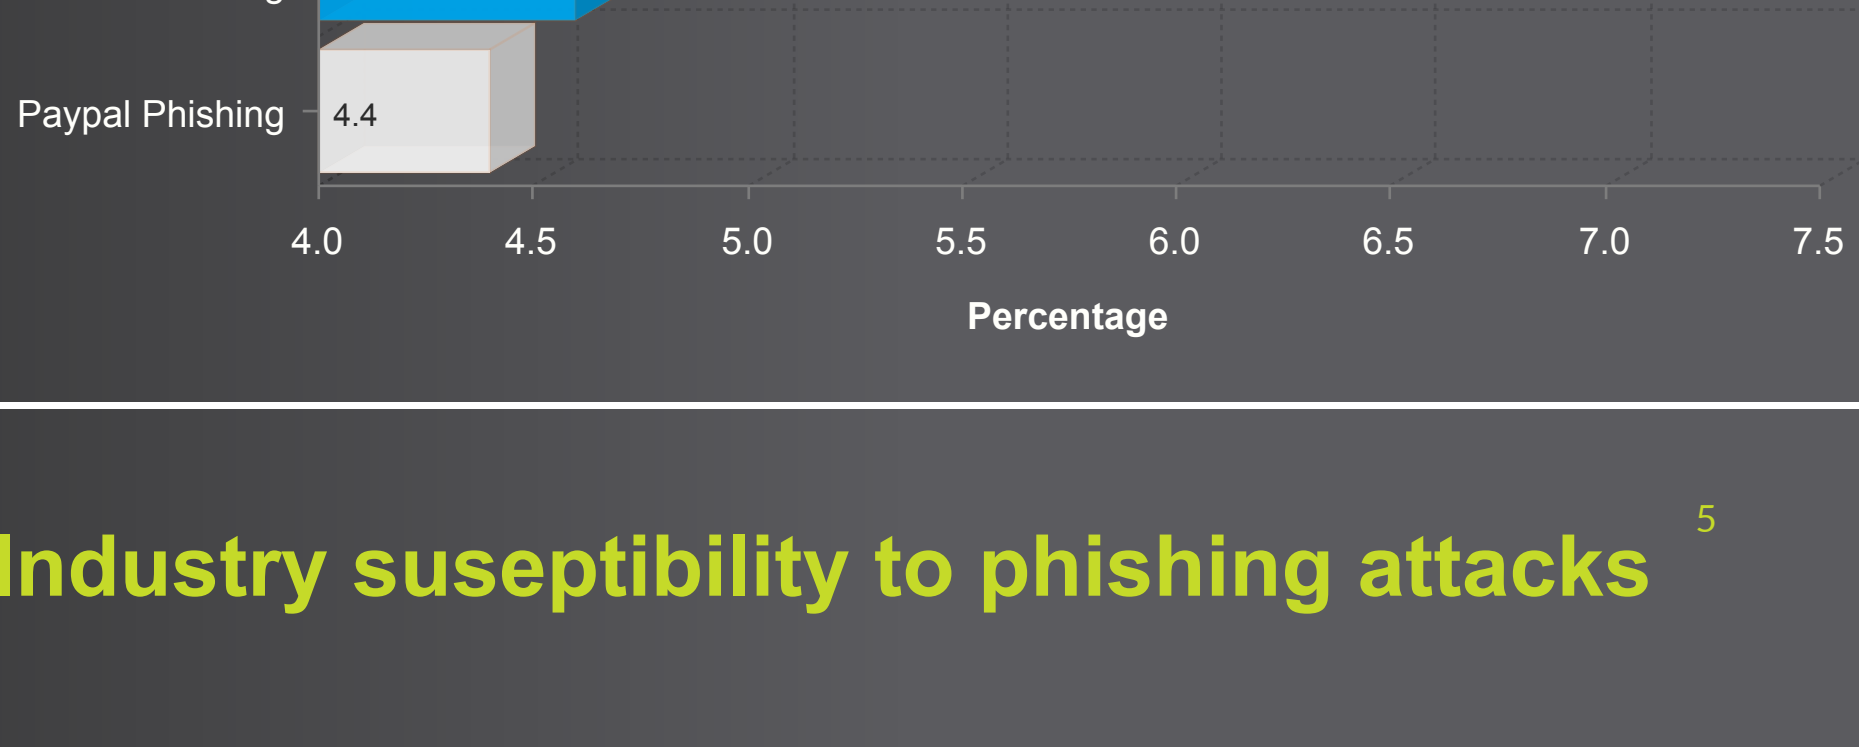 Paypal Phishing
4.4
4.0 4.5 5.0 5.5 6.0 6.5 7.0 7.5
Percentage
5
Industry suseptibility to phishing attacks